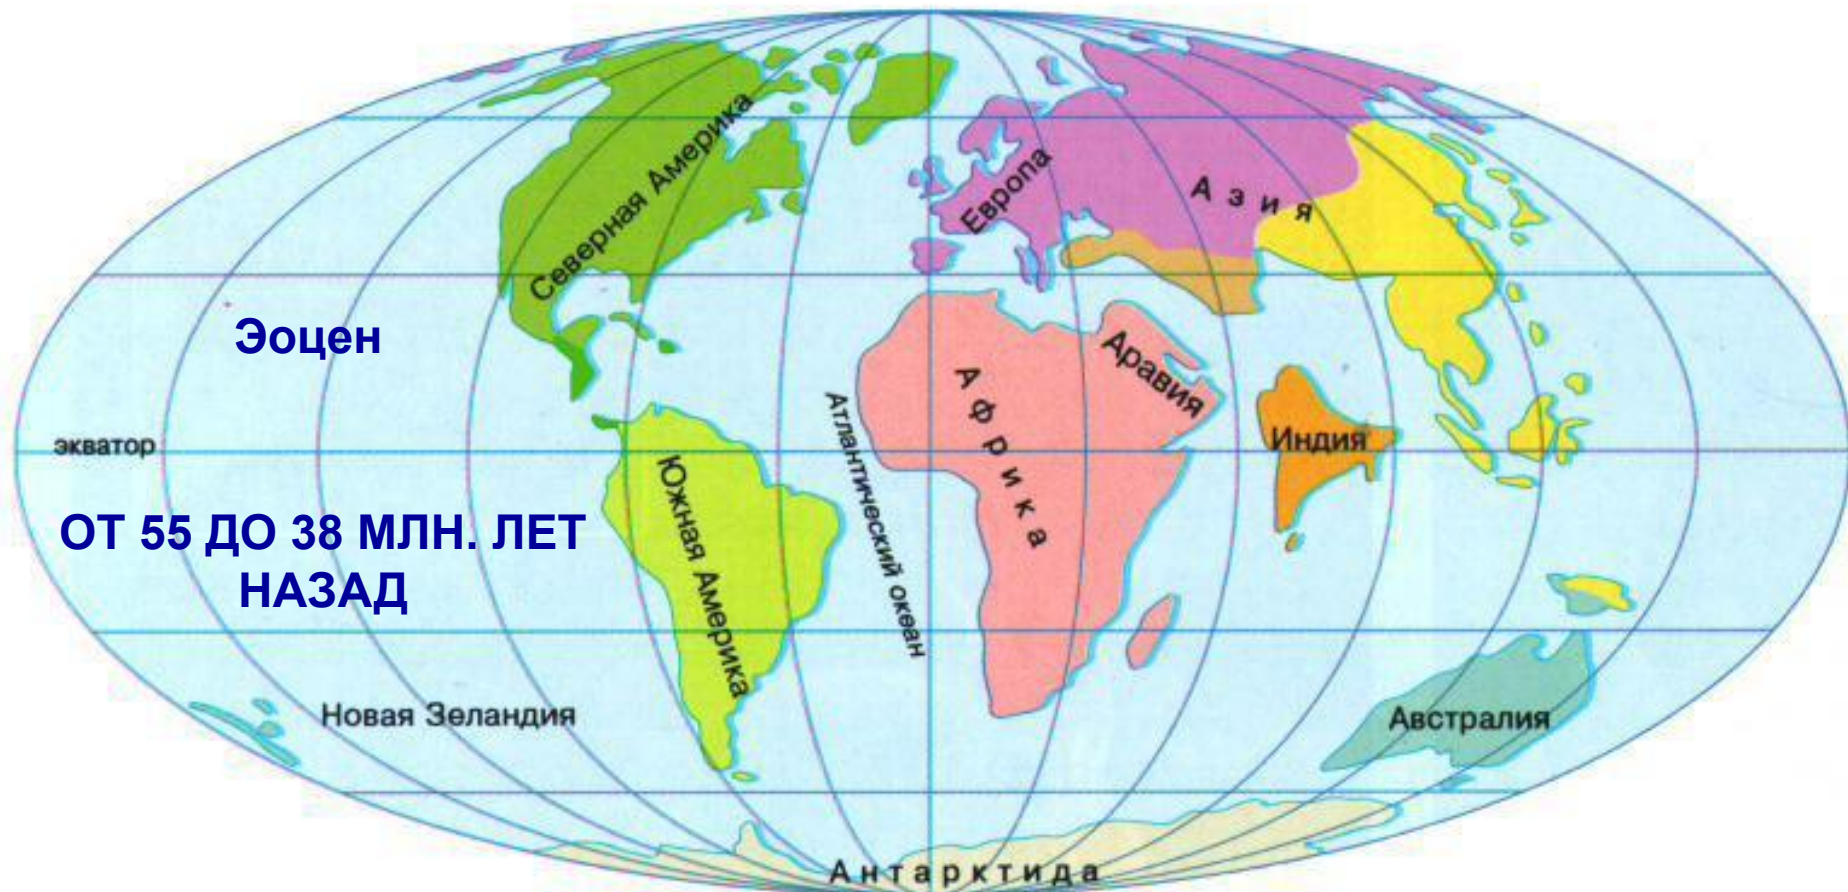 Северная Америка
Европа
Азия
Эоцен
Аравия
Африка
Атлантический океан
Индия
экватор
Южная Америка
ОТ 55 ДО 38 МЛН. ЛЕТ
НАЗАД
Новая Зеландия
Австралия
Антарктида